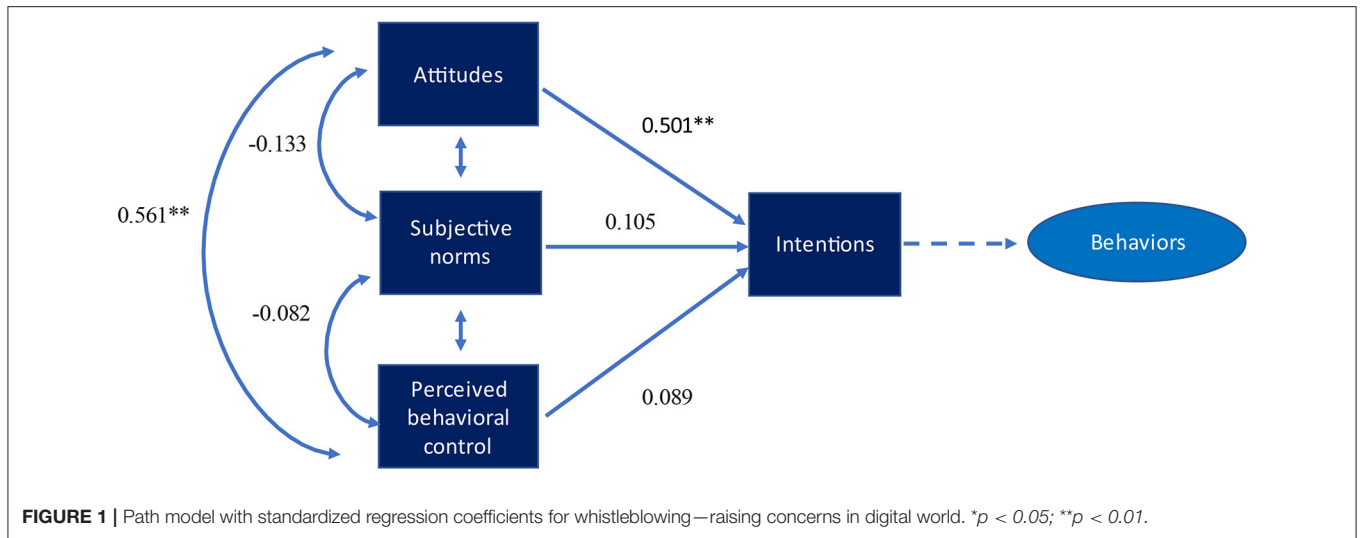 Attitudes
0.501**
-0.133
0.561**
Subjective
norms
0.105
Intentions
Behaviors
-0.082
Perceived
behavioral
control
0.089
FIGURE 1 | Path model with standardized regression coefficients for whistleblowing—raising concerns in digital world. *p < 0.05; **p < 0.01.